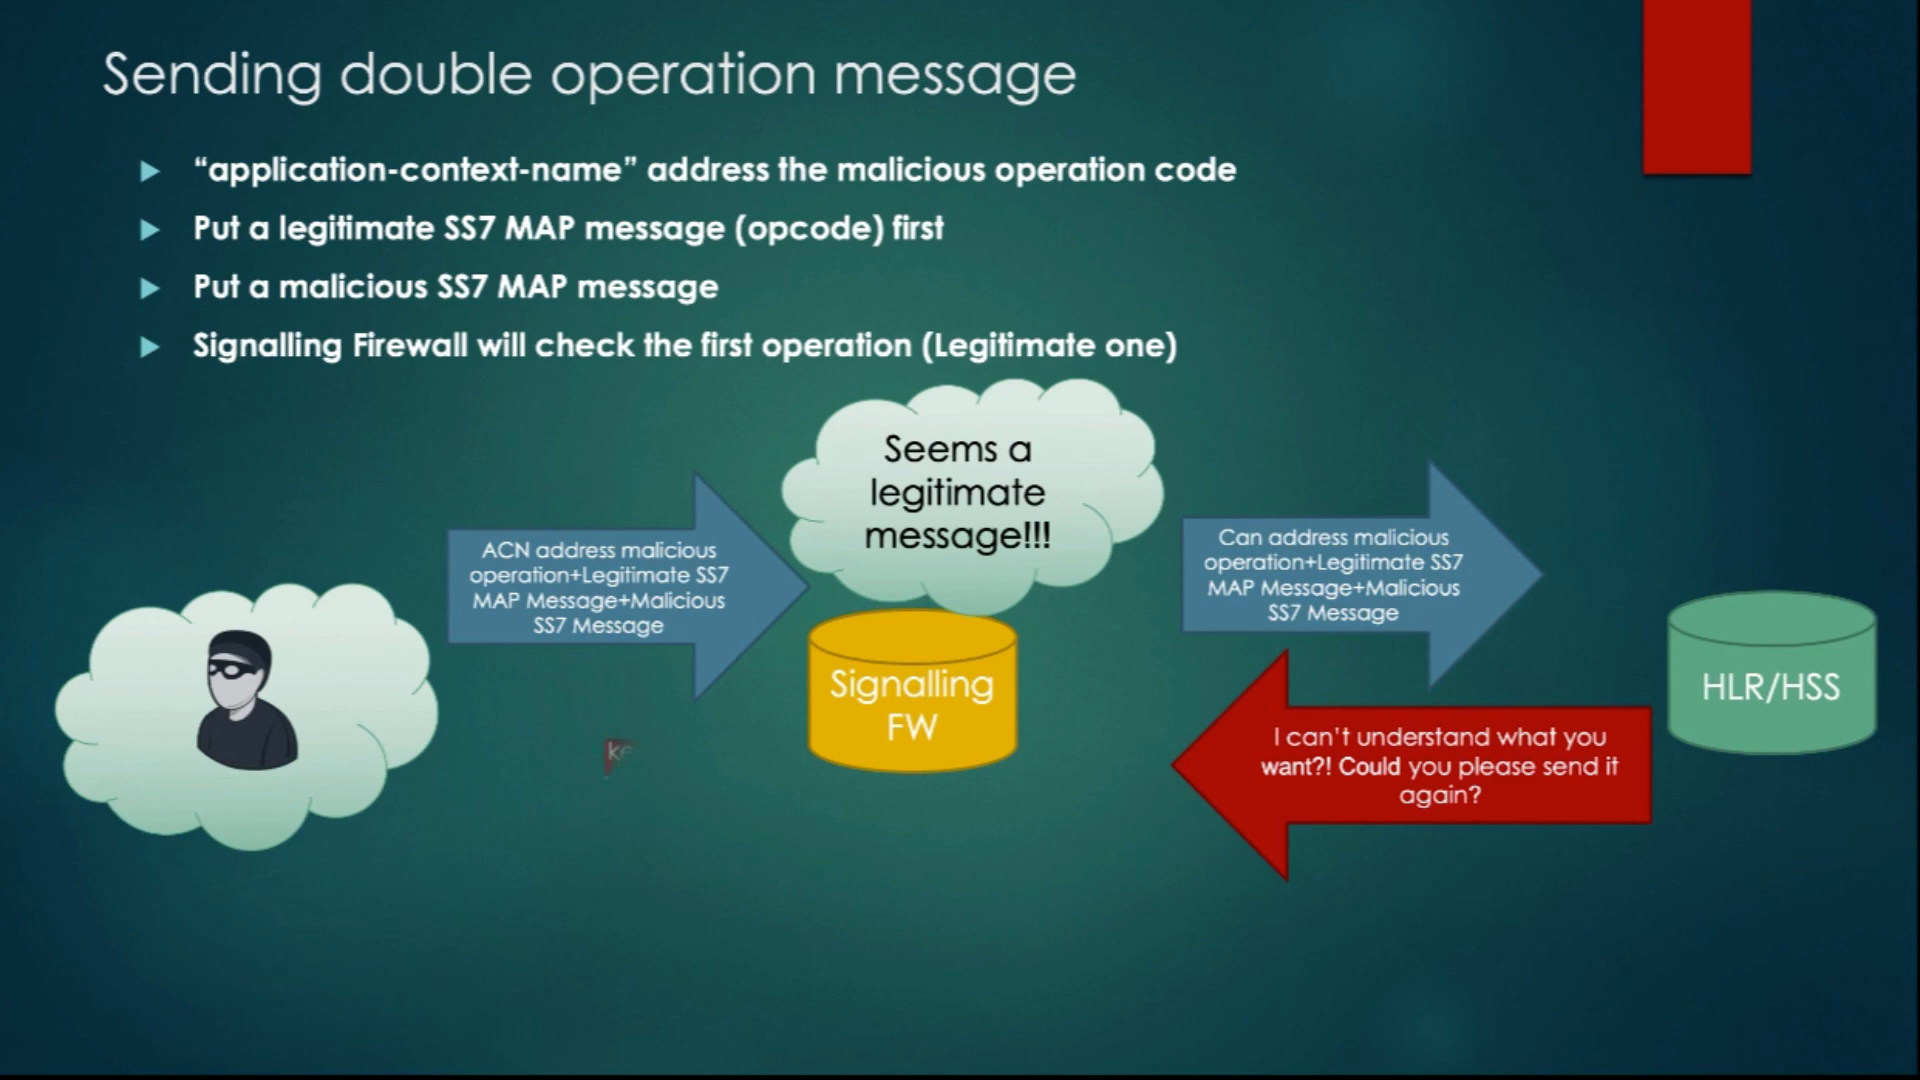 Sending double operation message
“application-context-name” address the malicious operation code
Put a legitimate SS7 MAP message (opcode) first
Put a malicious SS7 MAP message
Signalling Firewall will check the first operation (Legitimate one)
Seems a
legitimate
message!!!
ACN address malicious
operation+Legitimate SS7
MAP Message+Malicious
SS7 Message
Can address malicious
operation+Legitimate SS7
MAP Message+Malicious
SS7 Message
Signalling
FW
HLR/HSS
I can’t understand what you
want?! Could you please send it
again?